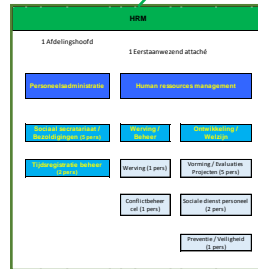 HRM
1 Afdelingshoofd
1 Eerstaanwezend attaché
Personeelsadministratie
Human ressources management
Sociaal secretariaat /
Bezoldigingen (5 pers)
Werving /
Beheer
Ontwikkeling /
Welzijn
Tijdsregistratie beheer
(3 pers)
Werving (1 pers)
Vorming / Evaluaties
Projecten (5 pers)
Conflictbeheer
cel (1 pers)
Sociale dienst personeel
(2 pers)
Preventie / Veiligheid
(1 pers)